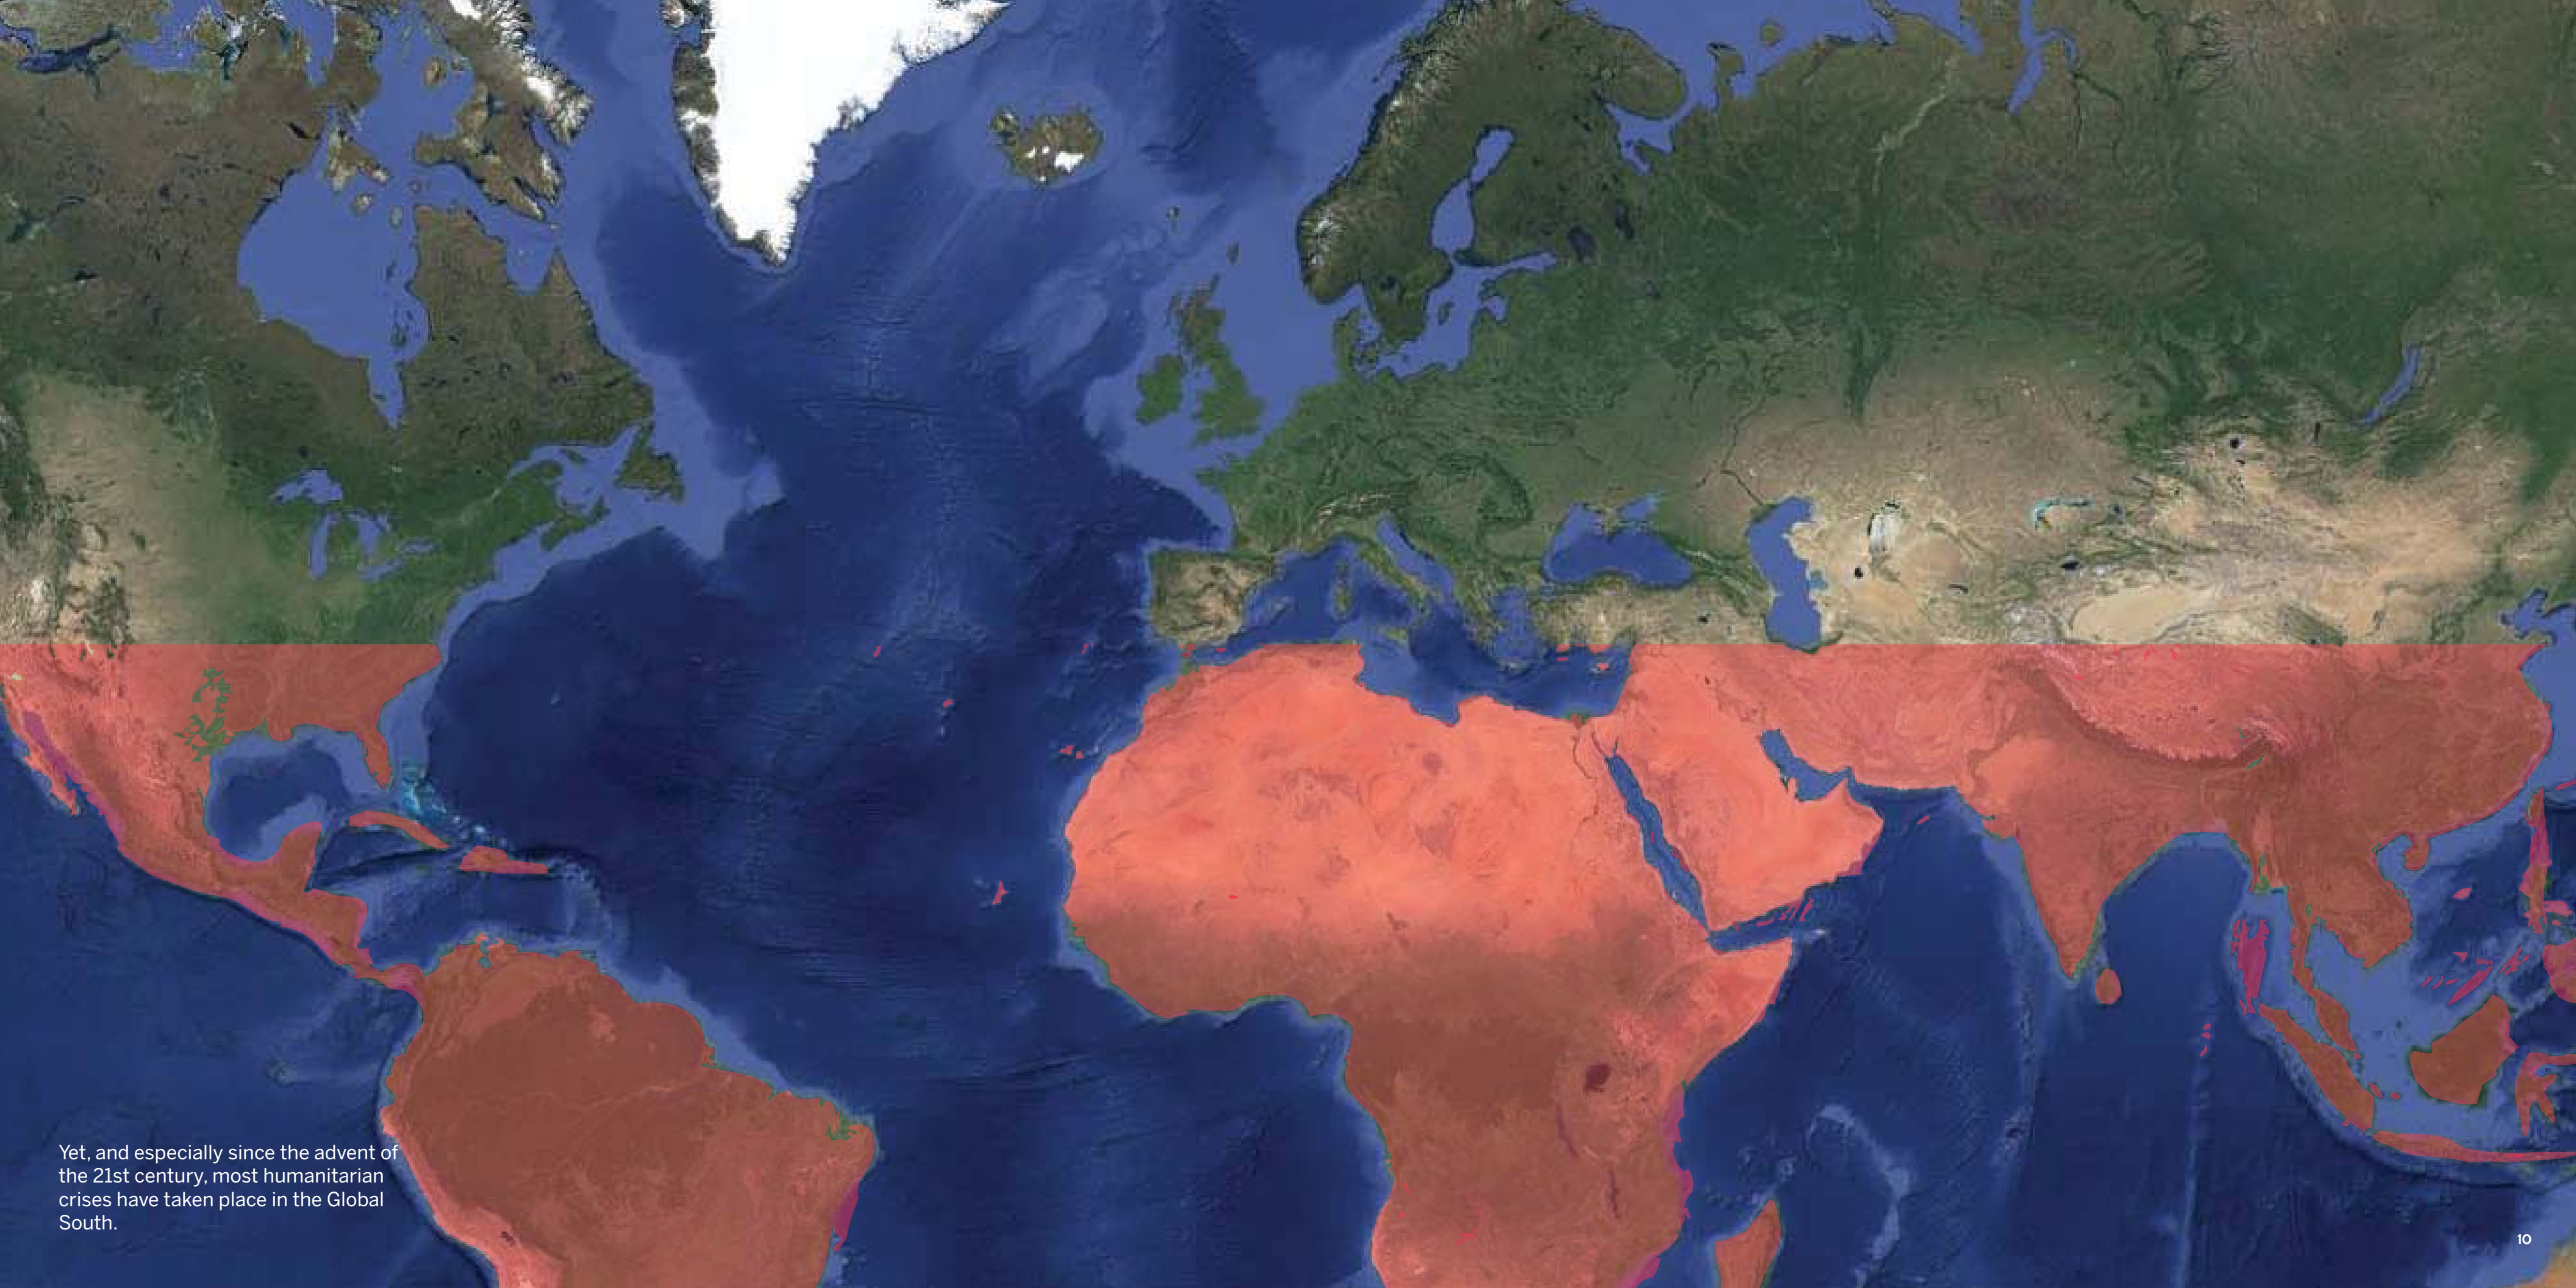 Yet, and especially since the advent of
the 21st century, most humanitarian
crises have taken place in the Global
South.
10